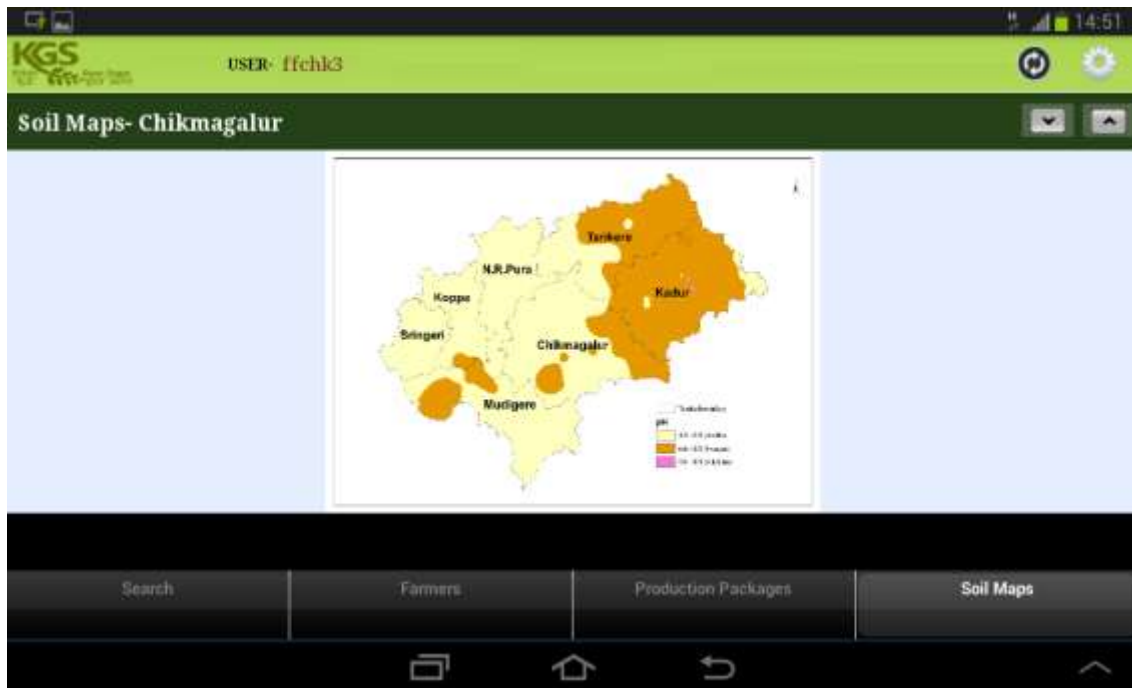 14:51
KGS
USER- ffchk3
Soil Maps- Chikmagalur
Tarikere
N.R.Pura
Kadur
Koppa
Sringeri
Chikmagalur
Mudigere
pH
Search
Farmers
Production Packages
Soil Maps